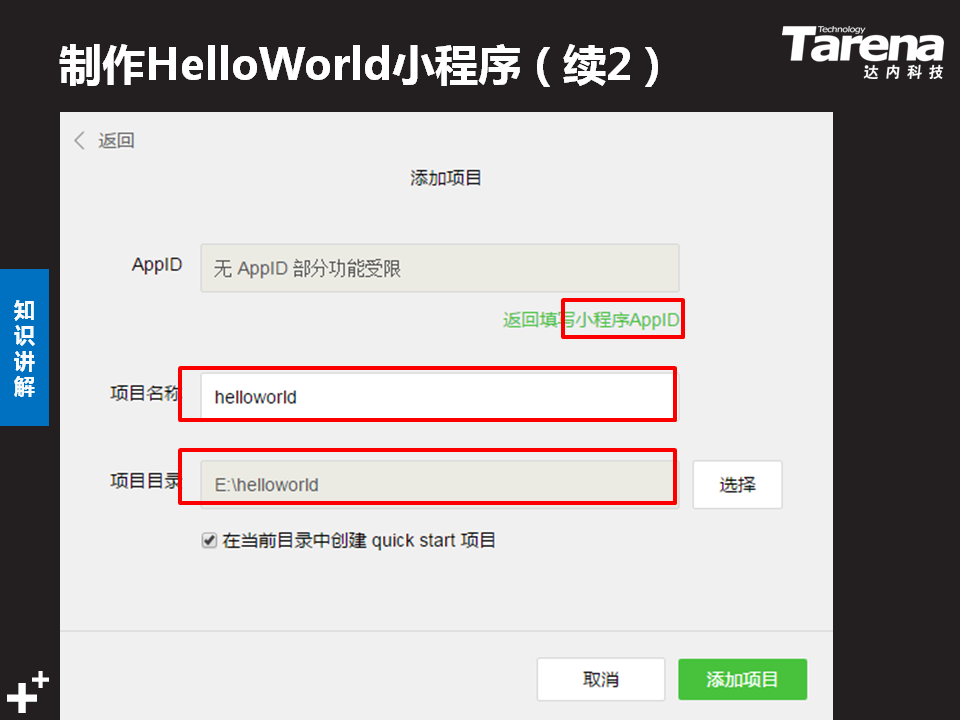 制作HelloWorld小程序（续2）
Technology
Tarena
达内科技
返回
添加项目
AppID
无 AppID 部分功能受限
返回填写小程序AppID
知识讲解
项目名称
helloworld
项目目录
E:\helloworld
选择
在当前目录中创建 quick start 项目
取消
添加项目